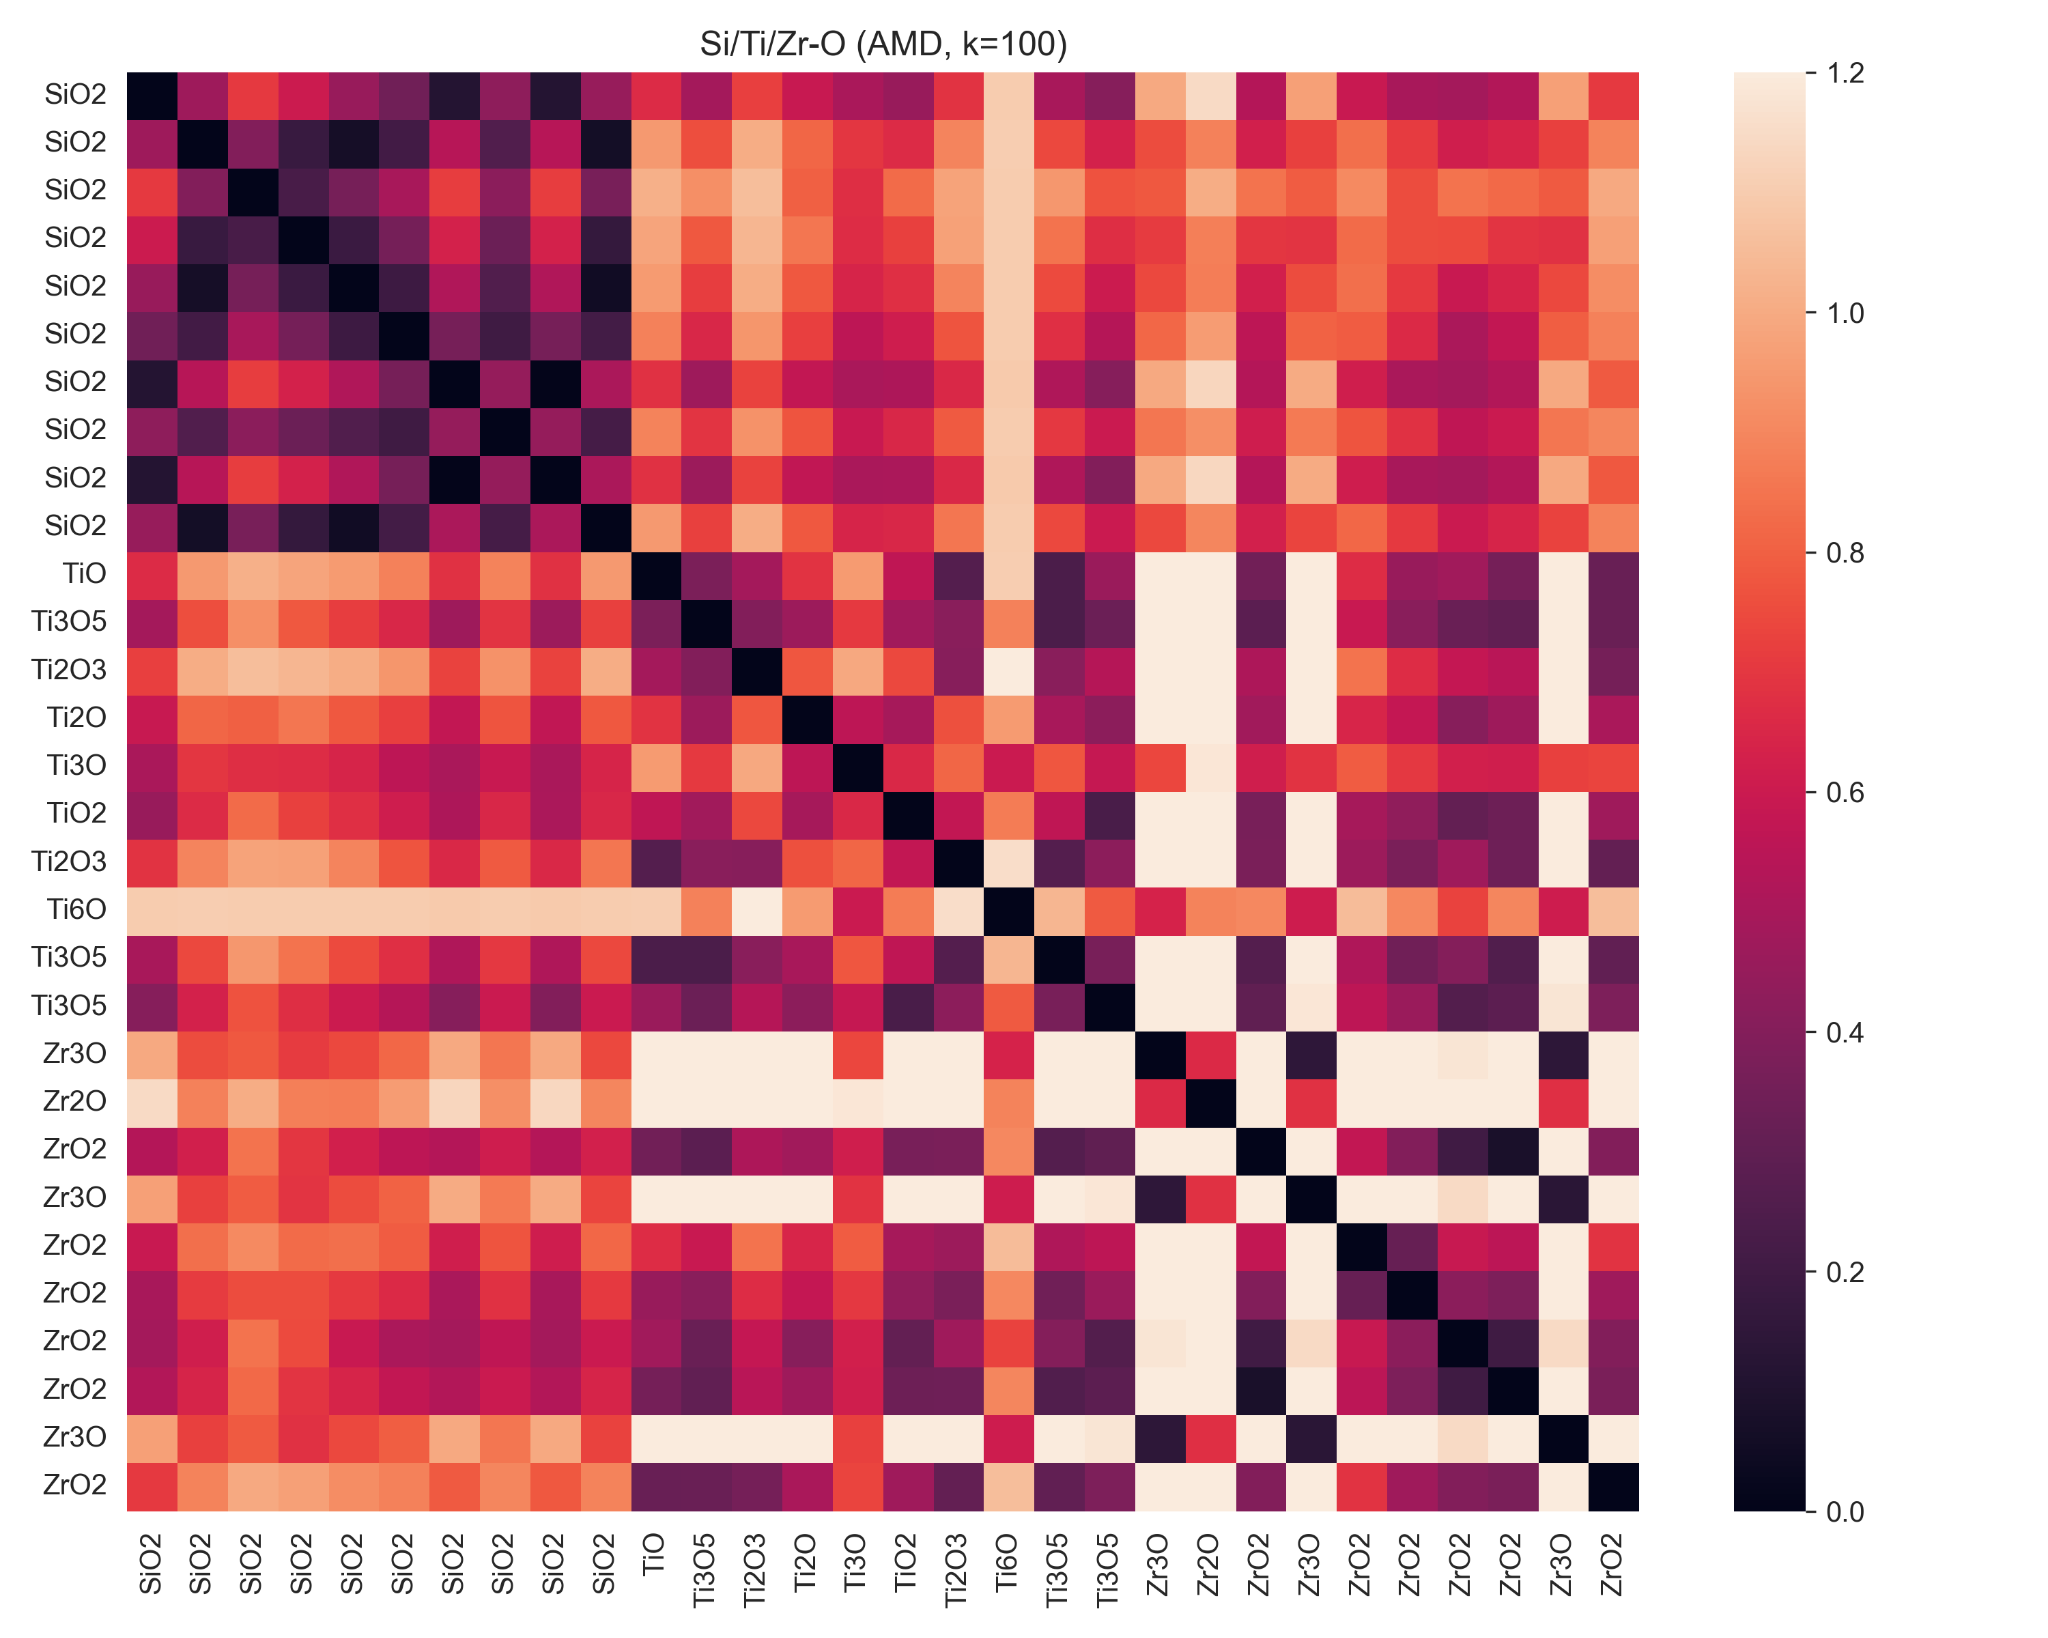 Si/Ti/Zr-O (AMD, k=100)
SiO2
SiO2
SiO2
SiO2
SiO2
SiO2
SiO2
SiO2
SiO2
SiO2
TiO
Ti3O5
Ti2O3
Ti2O
Ti3O
TiO2
Ti2O3
Ti6O
Ti3O5
Ti3O5
Zr3O
Zr2O
ZrO2
Zr3O
ZrO2
ZrO2
ZrO2
ZrO2
Zr3O
ZrO2
SiO2
SiO2
SiO2
SiO2
SiO2
SiO2
SiO2
SiO2
SiO2
SiO2
TiO
Ti3O5
Ti2O3
Ti2O
Ti3O
TiO2
Ti2O3
Ti6O
Ti3O5
Ti3O5
Zr3O
Zr2O
ZrO2
Zr3O
ZrO2
ZrO2
ZrO2
ZrO2
Zr3O
ZrO2
1.2
1.0
0.8
0.6
0.4
0.2
0.0